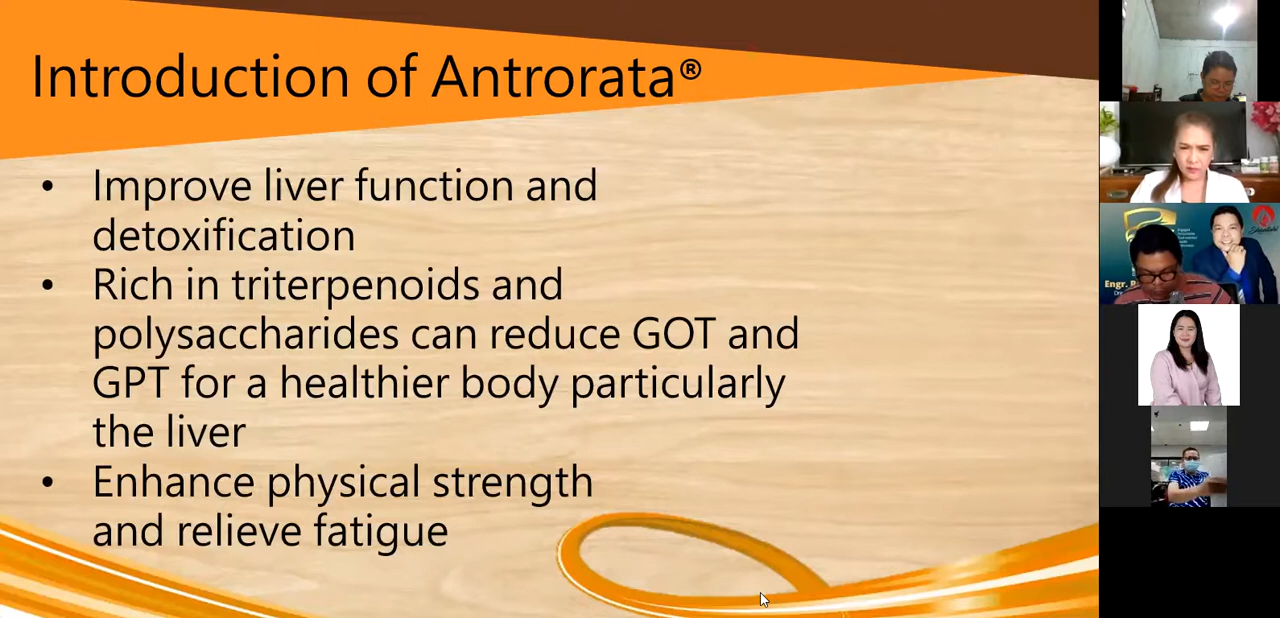 Introduction of Antrorata®
• Improve liver function and
detoxification
• Rich in triterpenoids and
polysaccharides can reduce GOT and
GPT for a healthier body particularly
the liver
• Enhance physical strength
and relieve fatigue
Engr.